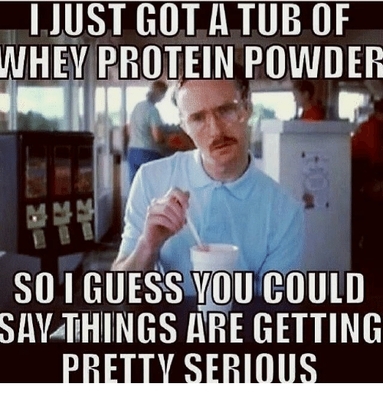 I JUST GOT A TUB OF
WHEY PROTEIN POWDER
SO I GUESS YOU COULD
SAY THINGS ARE GETTING
PRETTY SERIOUS